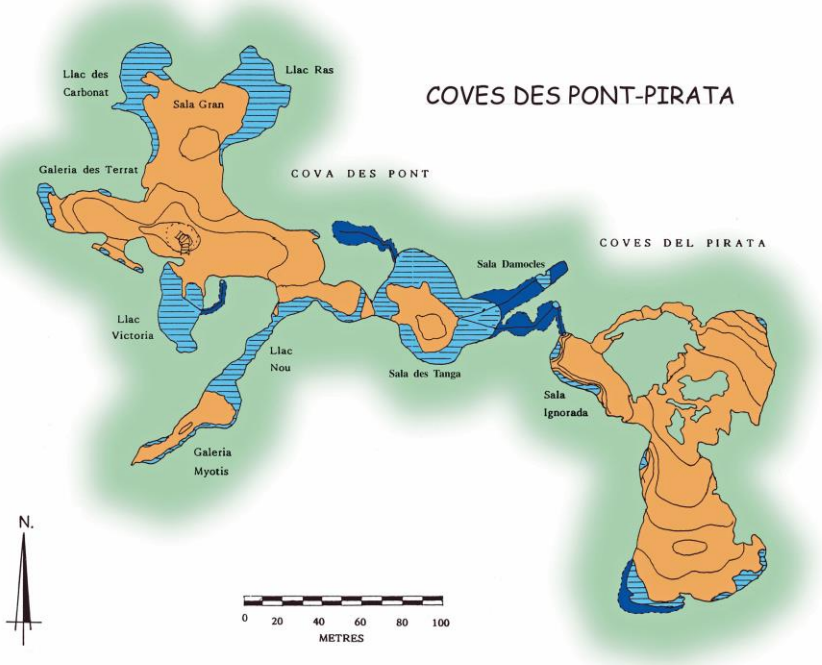 Llac des
Carbonat
Llac Ras
Sala Gran
COVES DES PONT-PIRATA
Galeria des Terrat
COVA DES PONT
COVES DEL PIRATA
Sala Damocles
Llac
Victoria
Llac
Nou
Sala des Tanga
Sala
Ignorada
Galeria
Myotis
N.
0 20 40 60 80 100
METRES